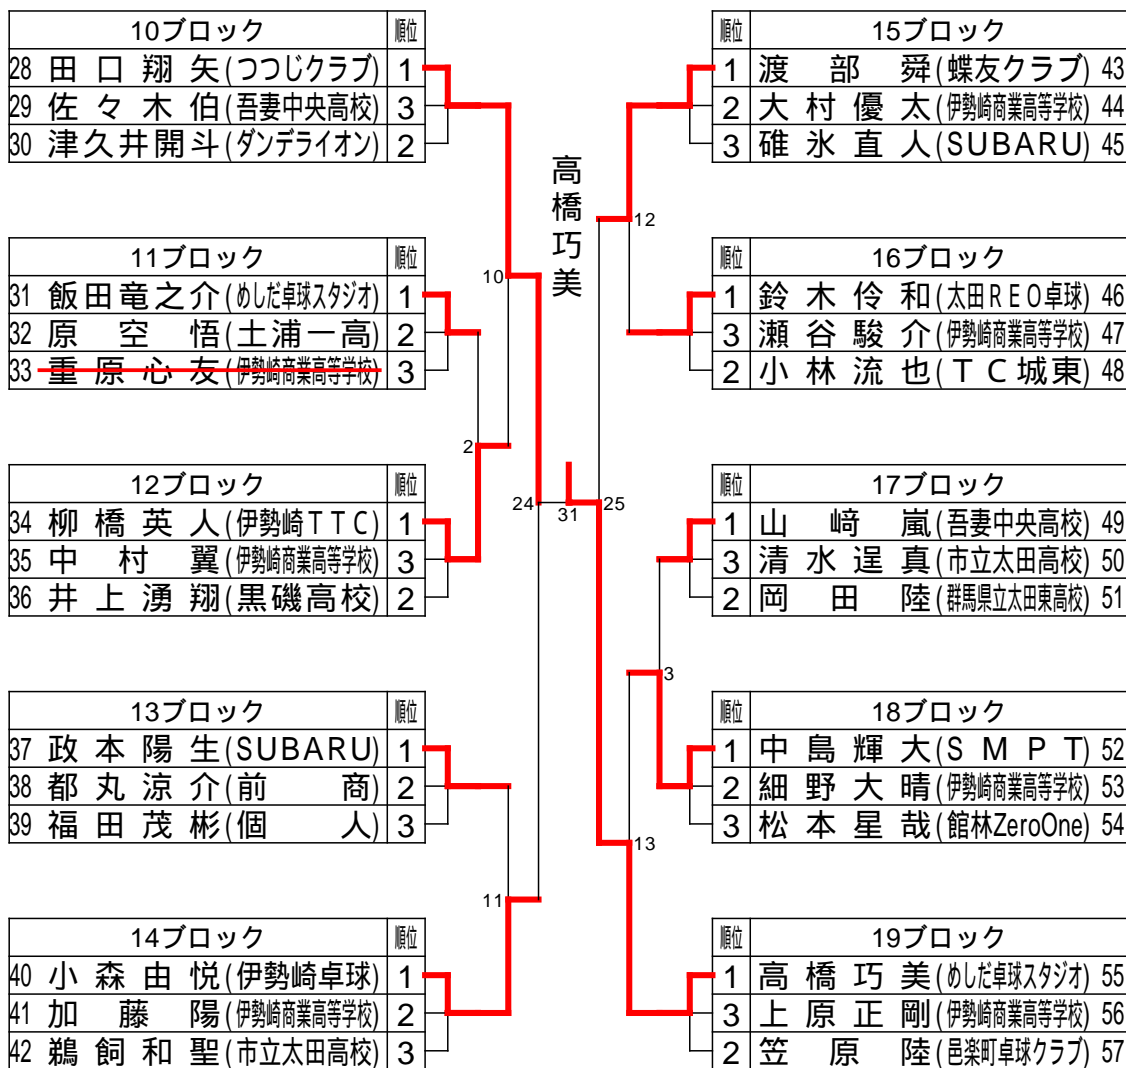 10ブロック 順位
28 田口翔矢(つつじクラブ) 1
29 佐々木伯(吾妻中央高校) 3
30 津久井開斗(ダンデライオン) 2
11ブロック 順位
31 飯田竜之介(めしだ卓球スタジオ) 1
32 原空悟(土浦一高) 2
33 重原心友(伊勢崎商業高等学校) 3
12ブロック 順位
34 柳橋英人(伊勢崎TTC) 1
35 中村翼(伊勢崎商業高等学校) 3
36 井上湧翔(黒磯高校) 2
13ブロック 順位
37 政本陽生(SUBARU) 1
38 都丸涼介(前商) 2
39 福田茂彬(個人) 3
14ブロック 順位
40 小森由悦(伊勢崎卓球) 1
41 加藤陽(伊勢崎商業高等学校) 2
42 鵜飼和聖(市立太田高校) 3
10
2
24
11
高橋巧美
31
12
25
3
13
順位 15ブロック
1 渡部舜(蝶友クラブ) 43
2 大村優太(伊勢崎商業高等学校) 44
3 碓氷直人(SUBARU) 45
順位 16ブロック
1 鈴木伶和(太田REO卓球) 46
3 瀬谷駿介(伊勢崎商業高等学校) 47
2 小林流也(TC城東) 48
順位 17ブロック
1 山﨑嵐(吾妻中央高校) 49
3 清水逞真(市立太田高校) 50
2 岡田陸(群馬県立太田東高校) 51
順位 18ブロック
1 中島輝大(SMPT) 52
2 細野大晴(伊勢崎商業高等学校) 53
3 松本星哉(館林ZeroOne) 54
順位 19ブロック
1 高橋巧美(めしだ卓球スタジオ) 55
3 上原正剛(伊勢崎商業高等学校) 56
2 笠原陸(邑楽町卓球クラブ) 57